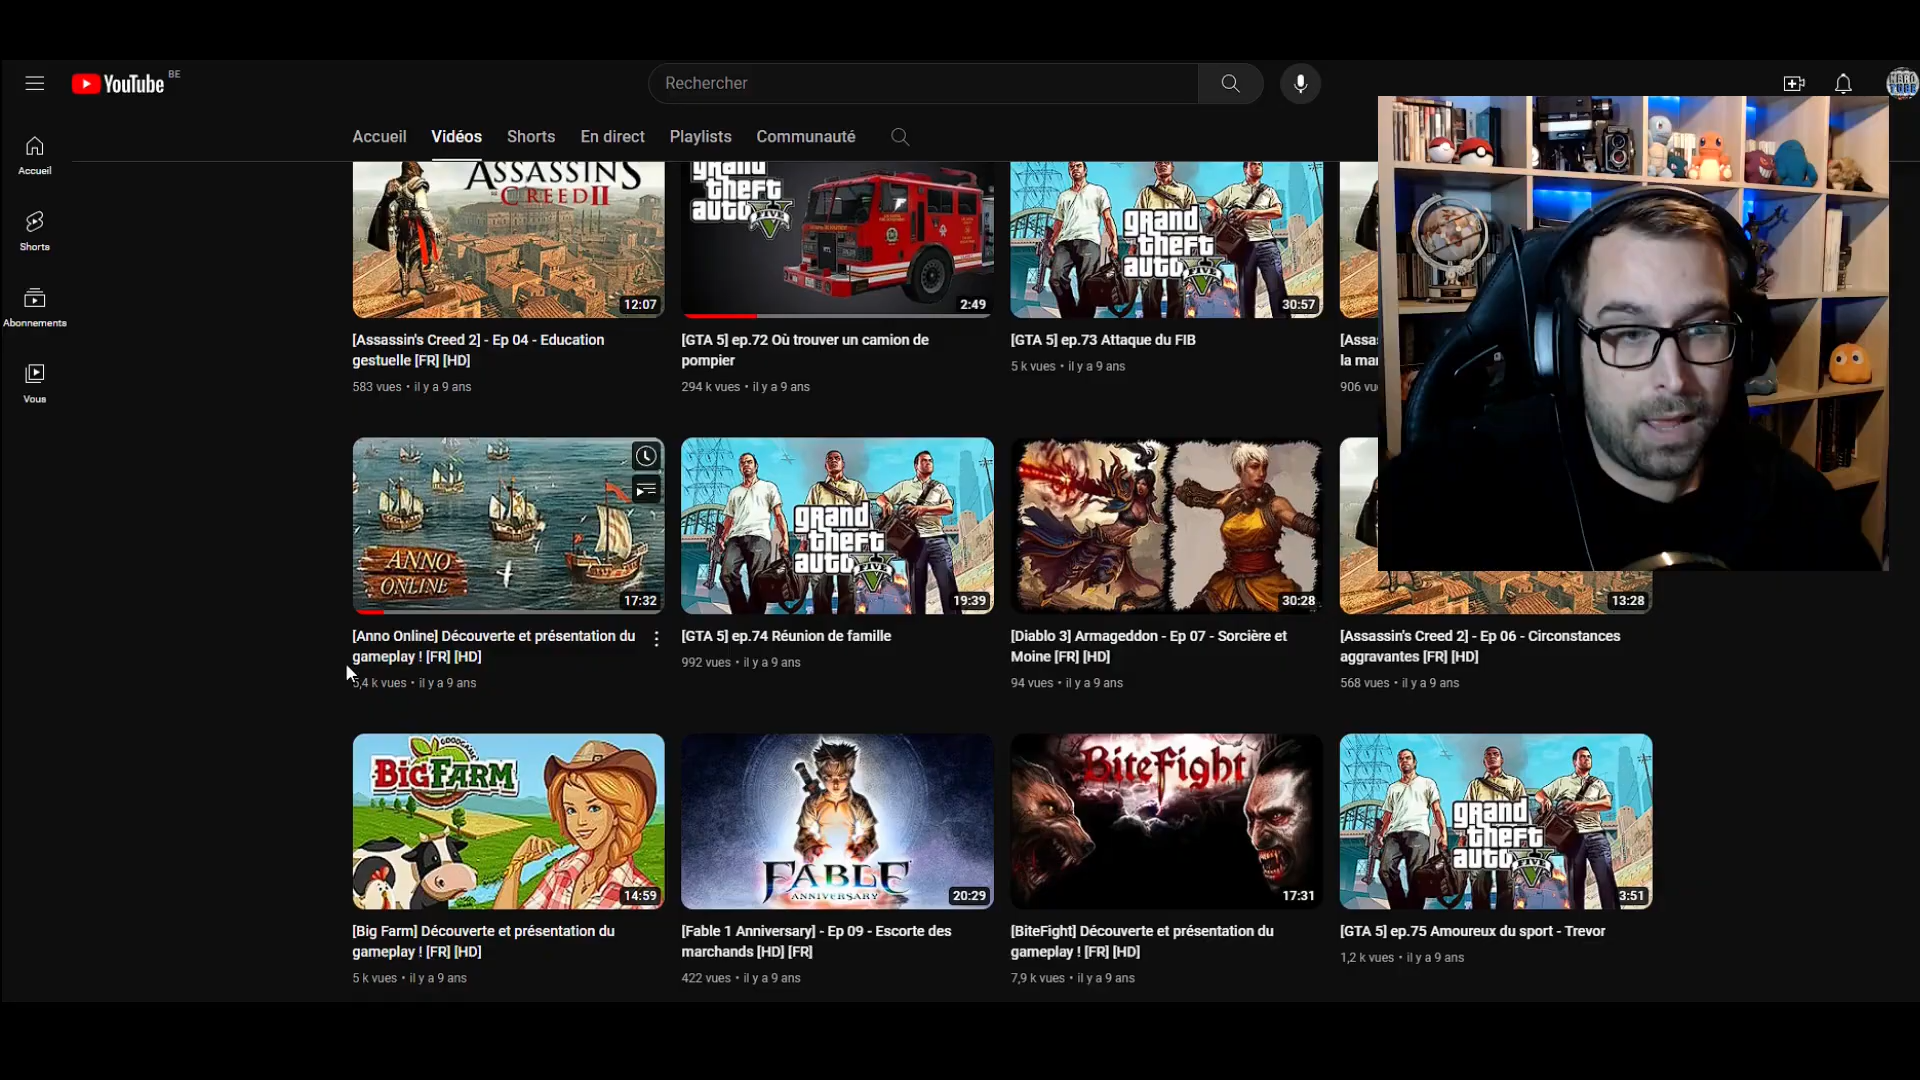 YouTube BE
Rechercher
Accueil
Vidéos
Shorts
En direct
Playlists
Communauté
Accueil
Shorts
Abonnements
Vous
ASSASSIN'S
CREED II
12:07
[Assassin's Creed 2] - Ep 04 - Education
gestuelle [FR] [HD]
583 vues • il y a 9 ans
grand
theft
auto
FIVE
2:49
[GTA 5] ep.72 Où trouver un camion de
pompier
294 k vues • il y a 9 ans
grand
theft
auto
FIVE
30:57
[GTA 5] ep.73 Attaque du FIB
5 k vues • il y a 9 ans
[Assa
la ma
906 vu
ANNO
ONLINE
17:32
[Anno Online] Découverte et présentation du
gameplay ! [FR] [HD]
5,4 k vues • il y a 9 ans
grand
theft
auto
FIVE
19:39
[GTA 5] ep.74 Réunion de famille
992 vues • il y a 9 ans
30:28
[Diablo 3] Armageddon - Ep 07 - Sorcière et
Moine [FR] [HD]
94 vues • il y a 9 ans
13:28
[Assassin's Creed 2] - Ep 06 - Circonstances
aggravantes [FR] [HD]
568 vues • il y a 9 ans
GOODGAME
BIGFARM
14:59
[Big Farm] Découverte et présentation du
gameplay ! [FR] [HD]
5 k vues • il y a 9 ans
FABLE
ANNIVERSARY
20:29
[Fable 1 Anniversary] - Ep 09 - Escorte des
marchands [HD] [FR]
422 vues • il y a 9 ans
BiteFight
17:31
[BiteFight] Découverte et présentation du
gameplay ! [FR] [HD]
7,9 k vues • il y a 9 ans
grand
theft
auto
FIVE
3:51
[GTA 5] ep.75 Amoureux du sport - Trevor
1,2 k vues • il y a 9 ans